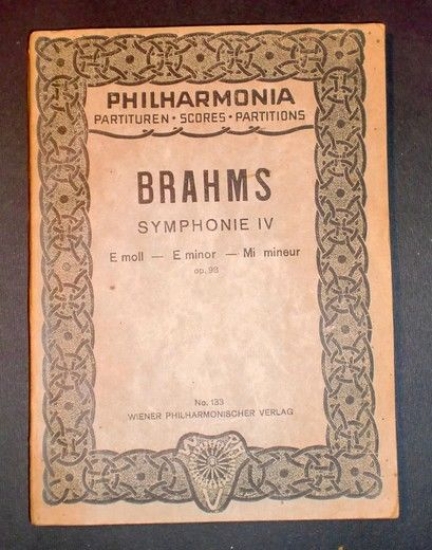 PHILHARMONIA
PARTITUREN • SCORES • PARTITIONS
BRAHMS
SYMPHONIE IV
E moll — E minor — Mi mineur
op. 98
No. 133
WIENER PHILHARMONISCHER VERLAG